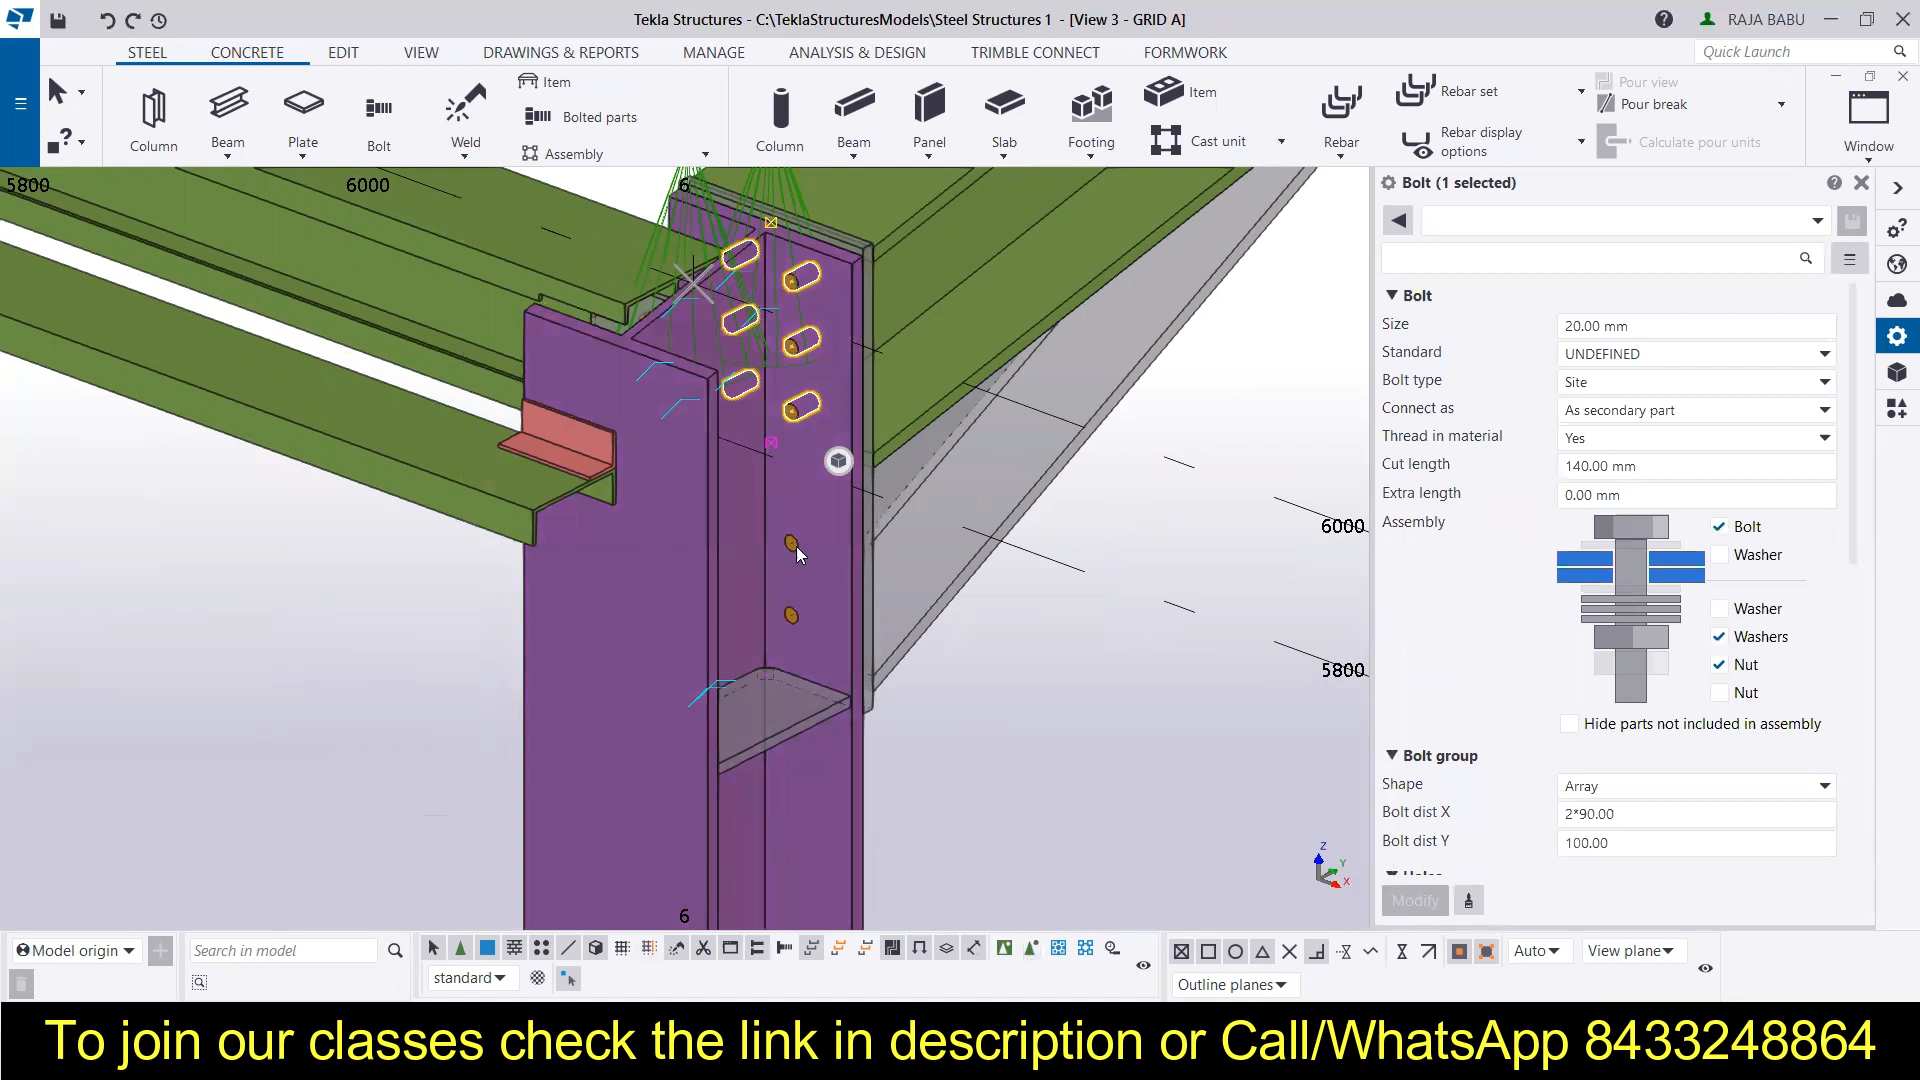 Tekla Structures - C:\TeklaStructuresModels\Steel Structures 1 - [View 3 - GRID A]
RAJA BABU
STEEL CONCRETE EDIT VIEW DRAWINGS & REPORTS MANAGE ANALYSIS & DESIGN TRIMBLE CONNECT FORMWORK
Quick Launch
Column Beam Plate Bolt Weld
Item
Bolted parts
Assembly
Column Beam Panel Slab Footing
Item
Cast unit
Rebar
Rebar set
Rebar display options
Pour view
Pour break
Calculate pour units
Window
5800 6000 6
6000
5800
6
Z
Y
X
Bolt (1 selected)
Bolt
Size 20.00 mm
Standard UNDEFINED
Bolt type Site
Connect as As secondary part
Thread in material Yes
Cut length 140.00 mm
Extra length 0.00 mm
Assembly
Bolt
Washer
Washer
Washers
Nut
Nut
Hide parts not included in assembly
Bolt group
Shape Array
Bolt dist X 2*90.00
Bolt dist Y 100.00
Modify
Model origin
Search in model
standard
Auto
View plane
Outline planes
To join our classes check the link in description or Call/WhatsApp 8433248864